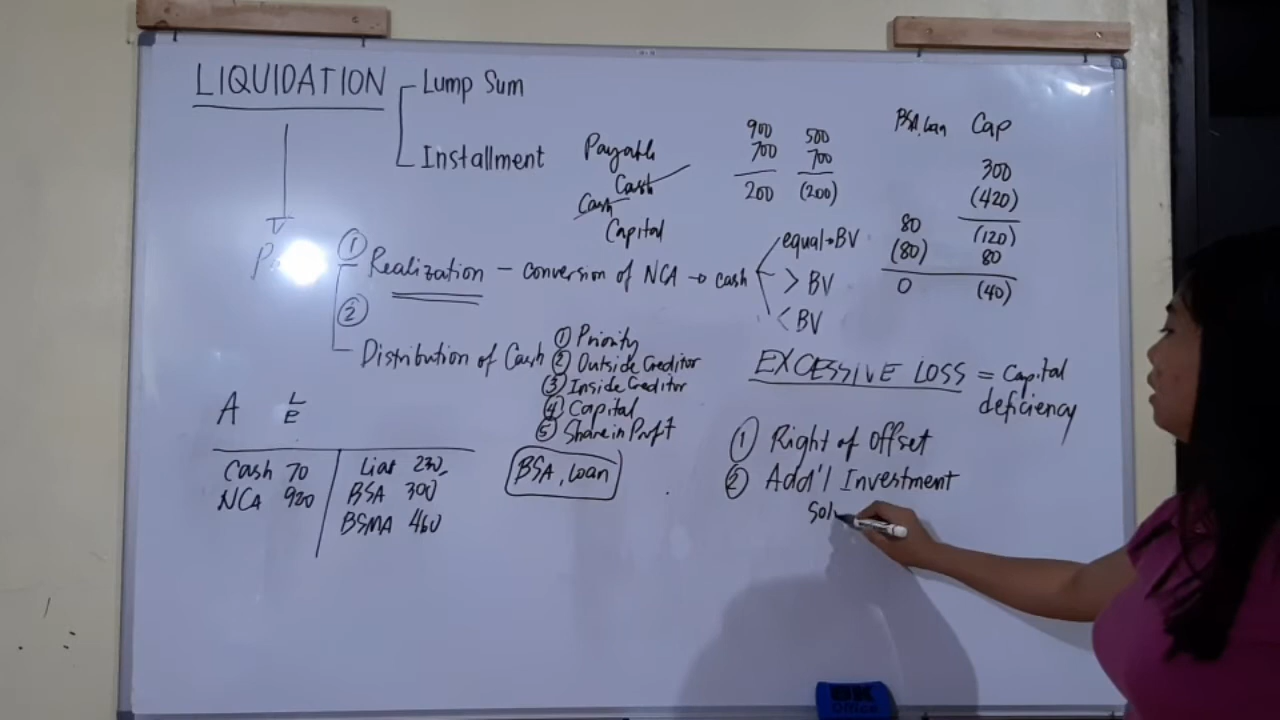 LIQUIDATION
Lump Sum
Installment
Payable
Cash
Cash
Capital
900
700
200
500
700
(200)
BSA, Loan
Cap
300
(420)
80 (120)
(80) 80
0 (40)
① Realization - conversion of NCA → cash
equal → BV
> BV
< BV
②
Distribution of Cash
① Priority
② Outside Creditor
③ Inside Creditor
④ Capital
⑤ Share in Profit
EXCESSIVE LOSS = Capital
deficiency
① Right of Offset
② Add'l Investment
Solv
A L
E
Cash 70
NCA 920
Liab 230
BSA 300
BSMA 460
BSA, Loan
Office